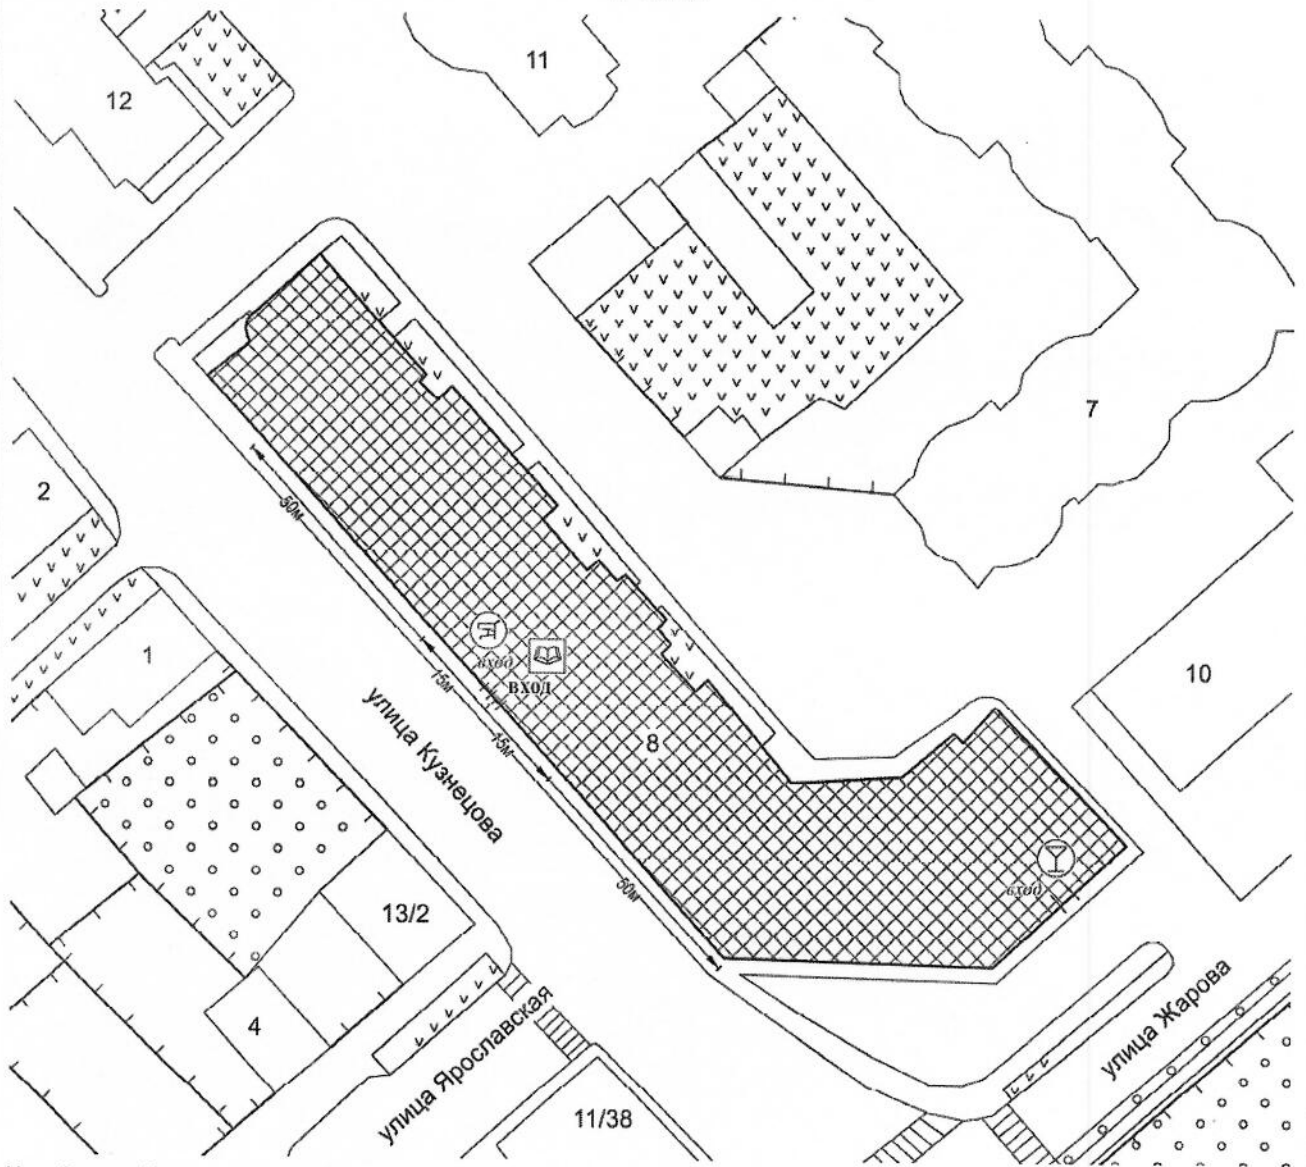 11
12
7
2
50м
1
вход
вход
10
15м
улица Кузнецова
15м
8
50м
вход
13/2
4
улица Ярославская
улица Жарова
11/38